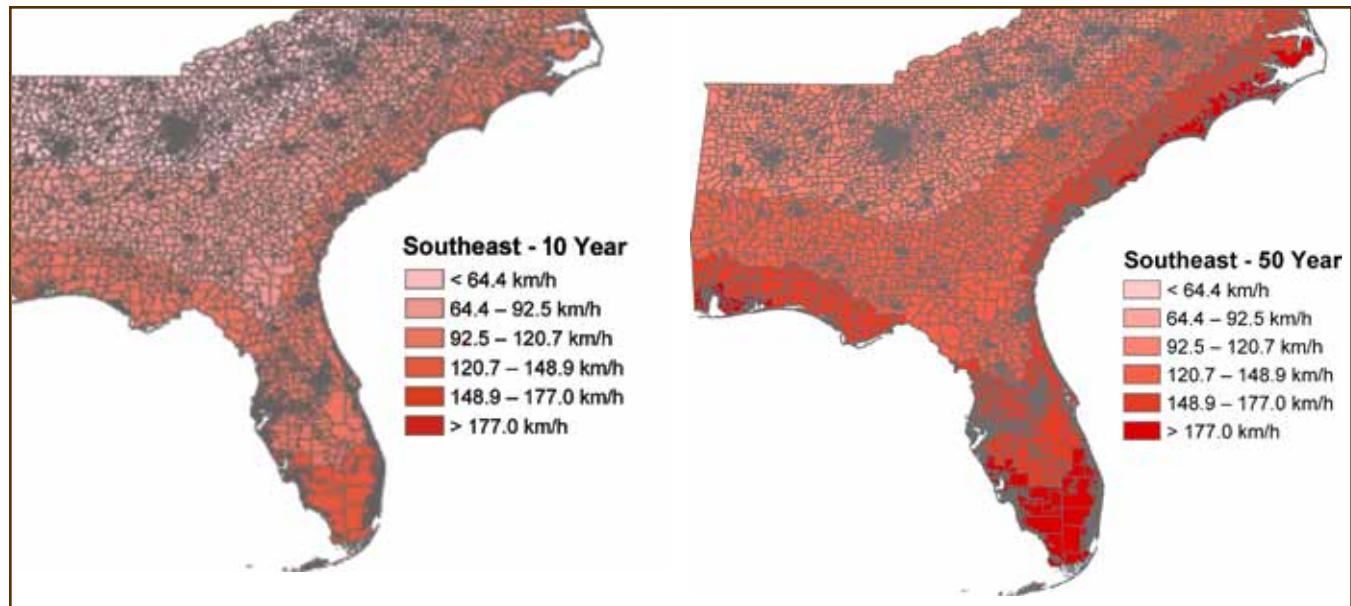 Southeast - 10 Year
< 64.4 km/h
64.4 – 92.5 km/h
92.5 – 120.7 km/h
120.7 – 148.9 km/h
148.9 – 177.0 km/h
> 177.0 km/h
Southeast - 50 Year
< 64.4 km/h
64.4 – 92.5 km/h
92.5 – 120.7 km/h
120.7 – 148.9 km/h
148.9 – 177.0 km/h
> 177.0 km/h